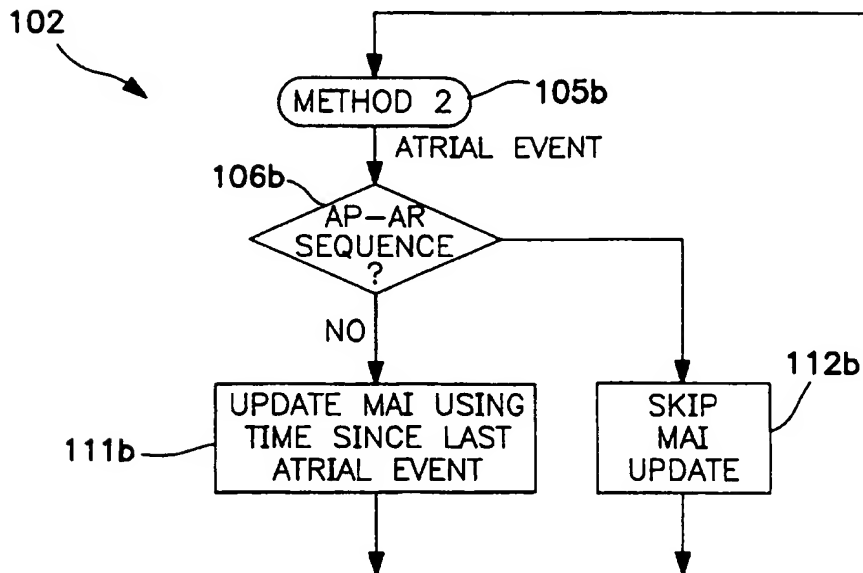 102
METHOD 2
105b
ATRIAL EVENT
106b
AP-AR
SEQUENCE
?
NO
112b
UPDATE MAI USING
TIME SINCE LAST
ATRIAL EVENT
111b
SKIP
MAI
UPDATE